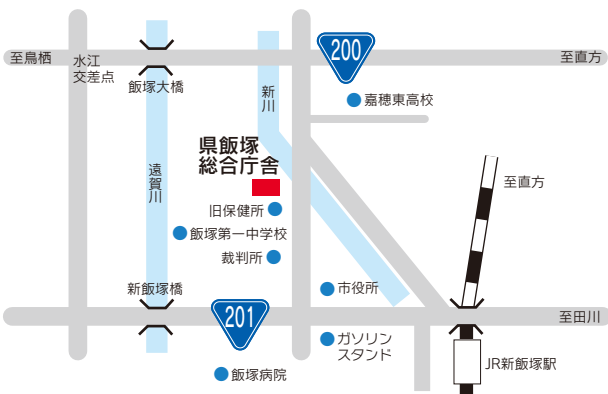 200
至鳥栖
水江
交差点
至直方
飯塚大橋
新川
嘉穂東高校
県飯塚
総合庁舎
遠賀川
至直方
旧保健所
飯塚第一中学校
裁判所
新飯塚橋
市役所
201
至田川
ガソリン
スタンド
JR新飯塚駅
飯塚病院